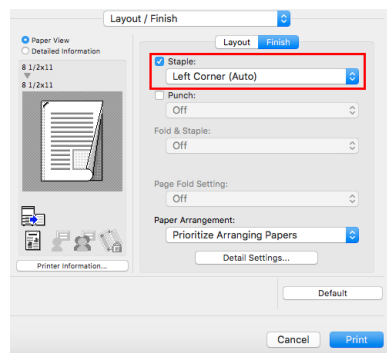 Layout / Finish
Paper View
Detailed Information
8 1/2x11
8 1/2x11
Printer Information...
Layout Finish
Staple:
Left Corner (Auto)
Punch:
Off
Fold & Staple:
Off
Page Fold Setting:
Off
Paper Arrangement:
Prioritize Arranging Papers
Detail Settings...
Default
Cancel Print